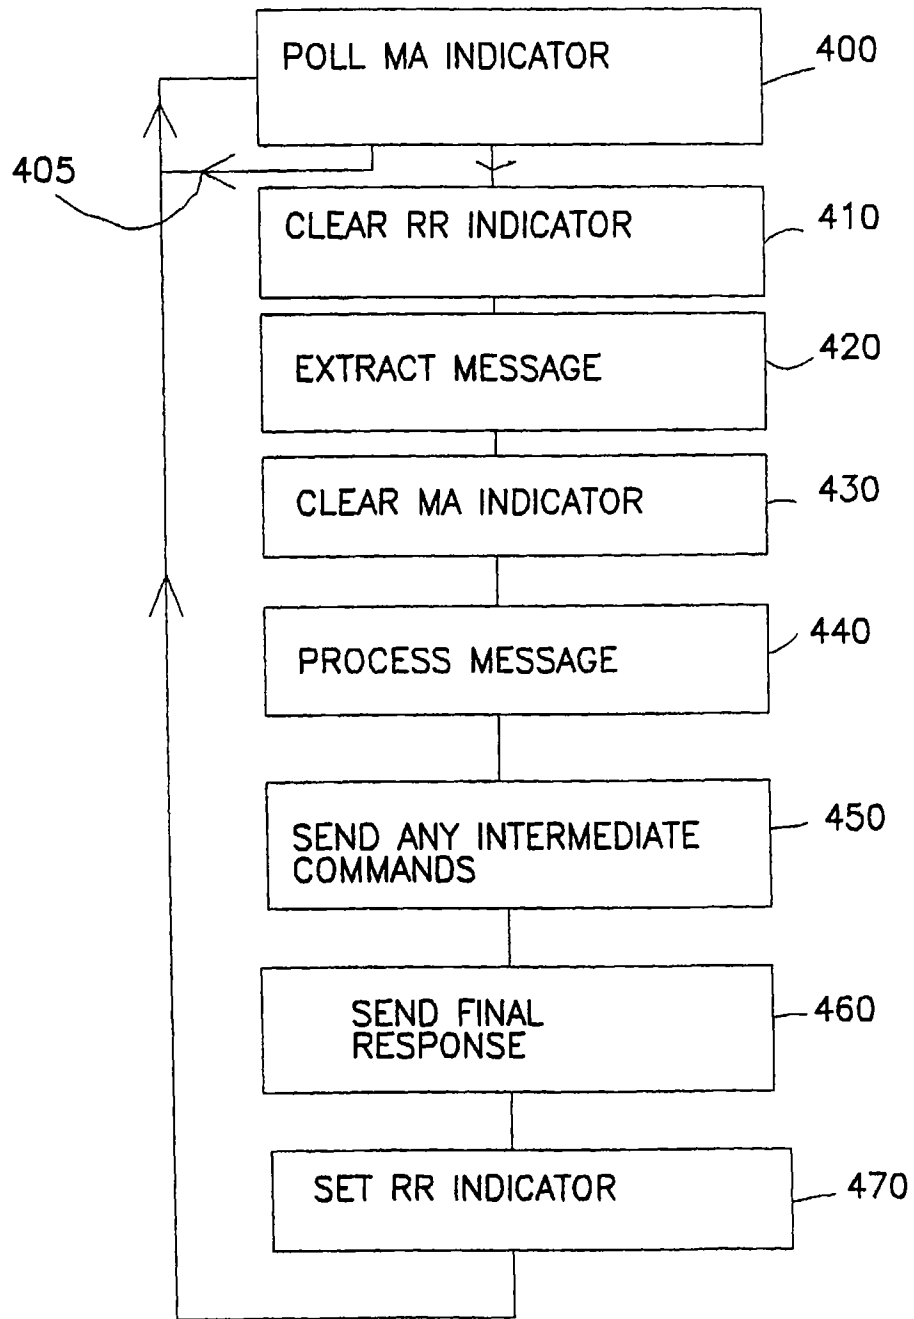 POLL MA INDICATOR
400
405
CLEAR RR INDICATOR
410
EXTRACT MESSAGE
420
CLEAR MA INDICATOR
430
PROCESS MESSAGE
440
SEND ANY INTERMEDIATE
COMMANDS
450
SEND FINAL
RESPONSE
460
SET RR INDICATOR
470